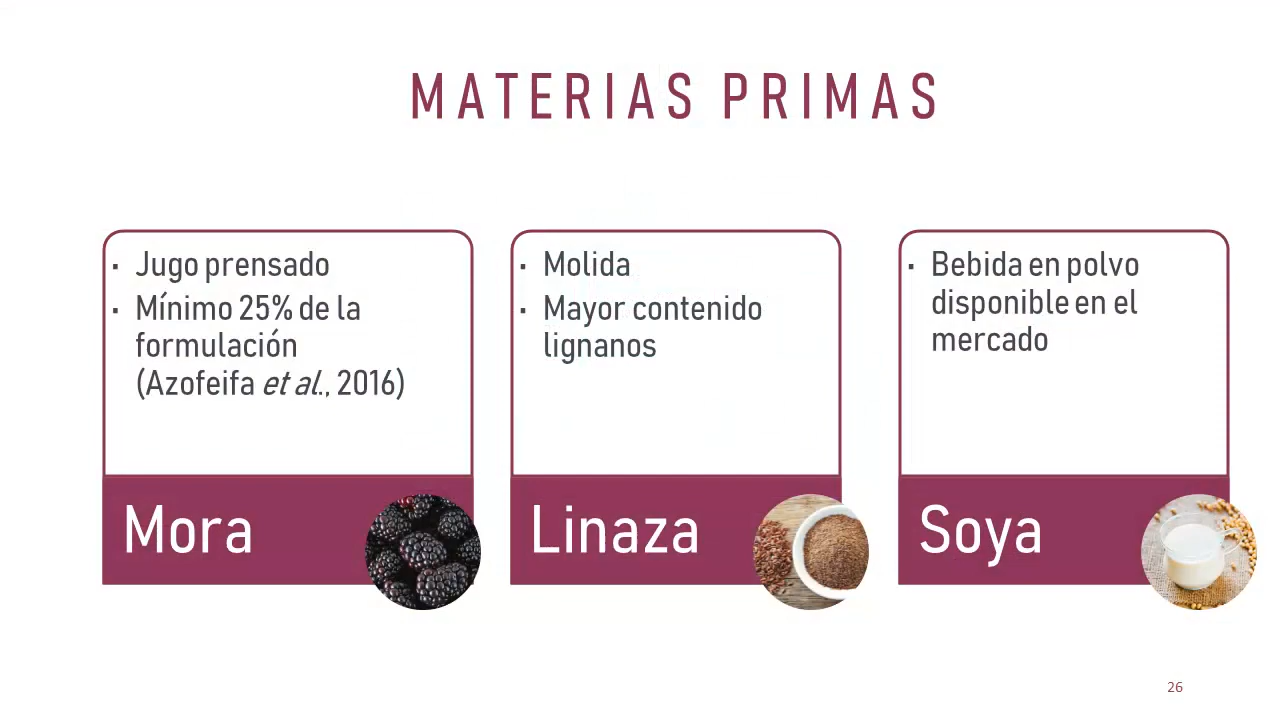 MATERIAS PRIMAS
▪ Jugo prensado
▪ Mínimo 25% de la
formulación
(Azofeifa et al., 2016)
Mora
▪ Molida
▪ Mayor contenido
lignanos
Linaza
▪ Bebida en polvo
disponible en el
mercado
Soya
26